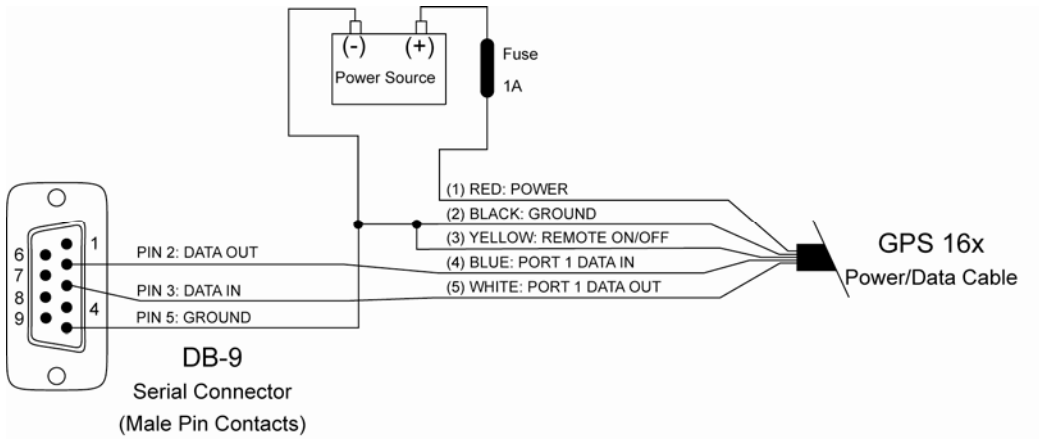 (-) (+)
Power Source
Fuse
1A
(1) RED: POWER
(2) BLACK: GROUND
(3) YELLOW: REMOTE ON/OFF
(4) BLUE: PORT 1 DATA IN
(5) WHITE: PORT 1 DATA OUT
GPS 16x
Power/Data Cable
1
6
7
8
9
4
PIN 2: DATA OUT
PIN 3: DATA IN
PIN 5: GROUND
DB-9
Serial Connector
(Male Pin Contacts)